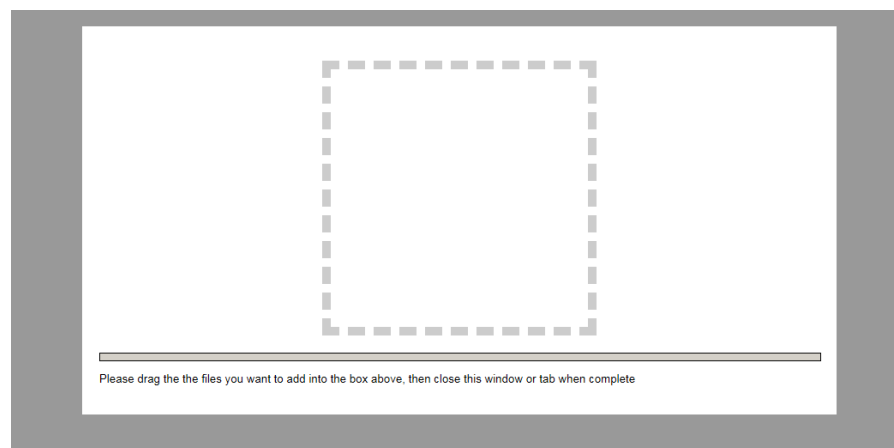 Please drag the the files you want to add into the box above, then close this window or tab when complete